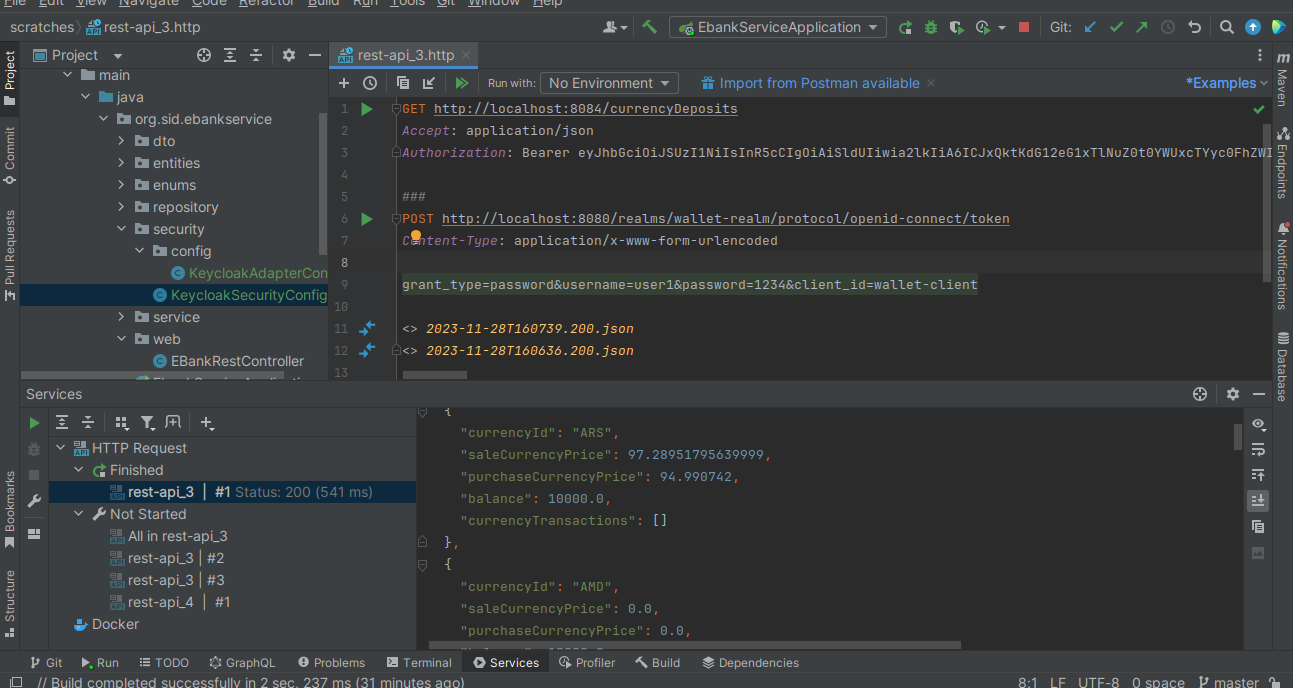 File Edit View Navigate Code Refactor Build Run Tools Git Window Help
scratches rest-api_3.http
EbankServiceApplication
Git:
Project
rest-api_3.http
Run with: No Environment Import from Postman available *Examples
main
java
org.sid.ebankservice
dto
entities
enums
repository
security
config
KeycloakAdapterCon
KeycloakSecurityConfig
service
web
EBankRestController
1 GET http://localhost:8084/currencyDeposits
2 Accept: application/json
3 Authorization: Bearer
4
5 ###
6 POST http://localhost:8080/realms/wallet-realm/protocol/openid-connect/token
7 Content-Type: application/x-www-form-urlencoded
8
9 grant_type=password&username=user1&password=1234&client_id=wallet-client
10
11 <> 2023-11-28T160739.200.json
12 <> 2023-11-28T160636.200.json
13
Project
Commit
Pull Requests
Bookmarks
Structure
Maven
Endpoints
Notifications
Database
Services
HTTP Request
Finished
rest-api_3 | #1 Status: 200 (541 ms)
Not Started
All in rest-api_3
rest-api_3 | #2
rest-api_3 | #3
rest-api_4 | #1
Docker
{
"currencyId": "ARS",
"saleCurrencyPrice": 97.28951795639999,
"purchaseCurrencyPrice": 94.990742,
"balance": 10000.0,
"currencyTransactions": []
},
{
"currencyId": "AMD",
"saleCurrencyPrice": 0.0,
"purchaseCurrencyPrice": 0.0,
Git Run TODO GraphQL Problems Terminal Services Profiler Build Dependencies
// Build completed successfully in 2 sec, 237 ms (31 minutes ago)
8:1 LF UTF-8 0 space master